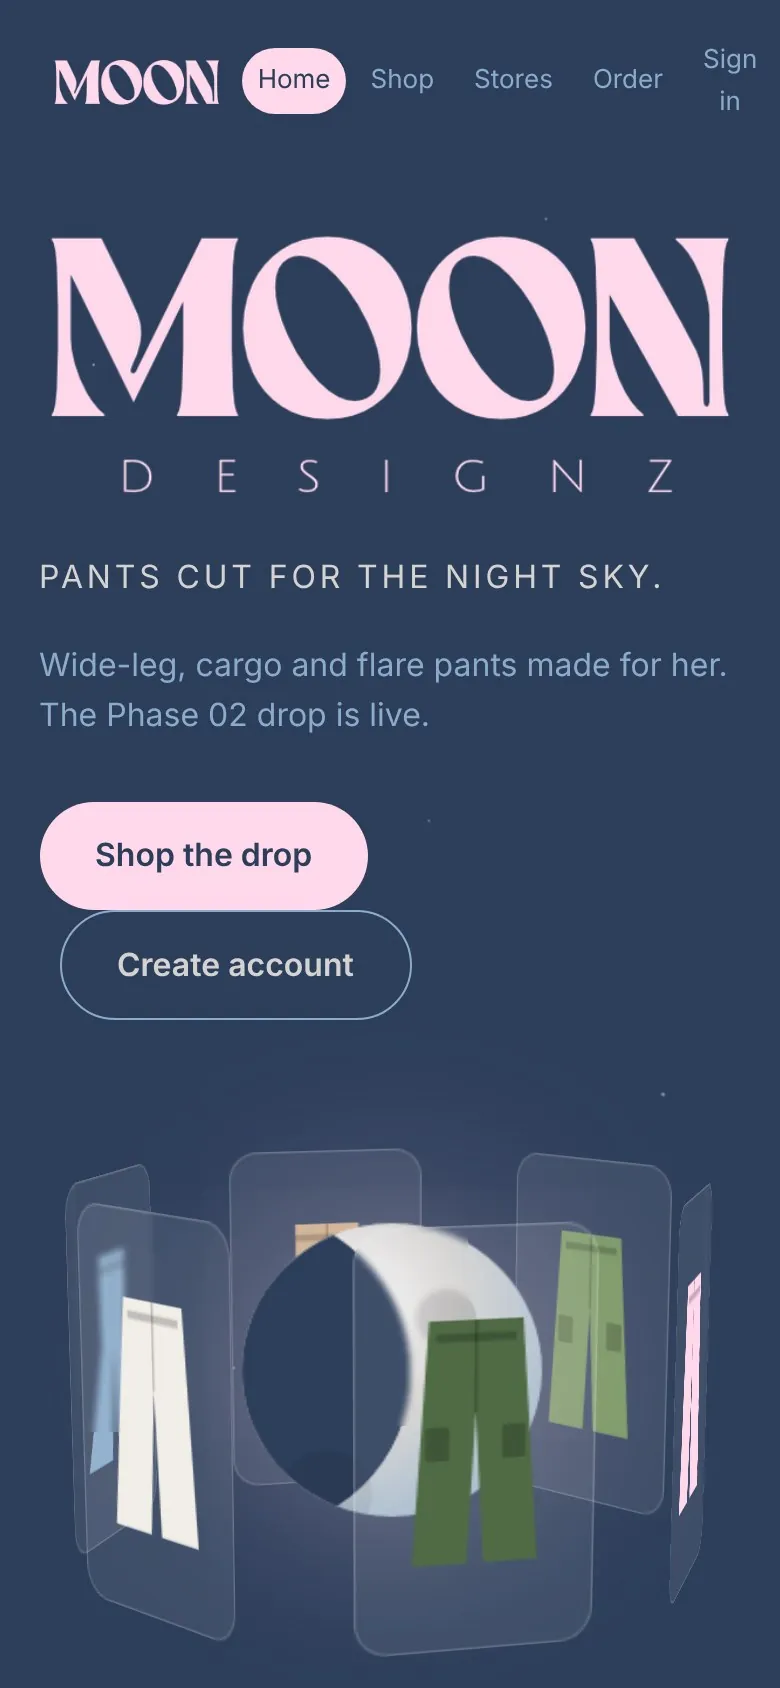 MOON
Home
Shop
Stores
Order
Sign
in
MOON
DESIGNZ
PANTS CUT FOR THE NIGHT SKY.
Wide-leg, cargo and flare pants made for her.
The Phase 02 drop is live.
Shop the drop
Create account